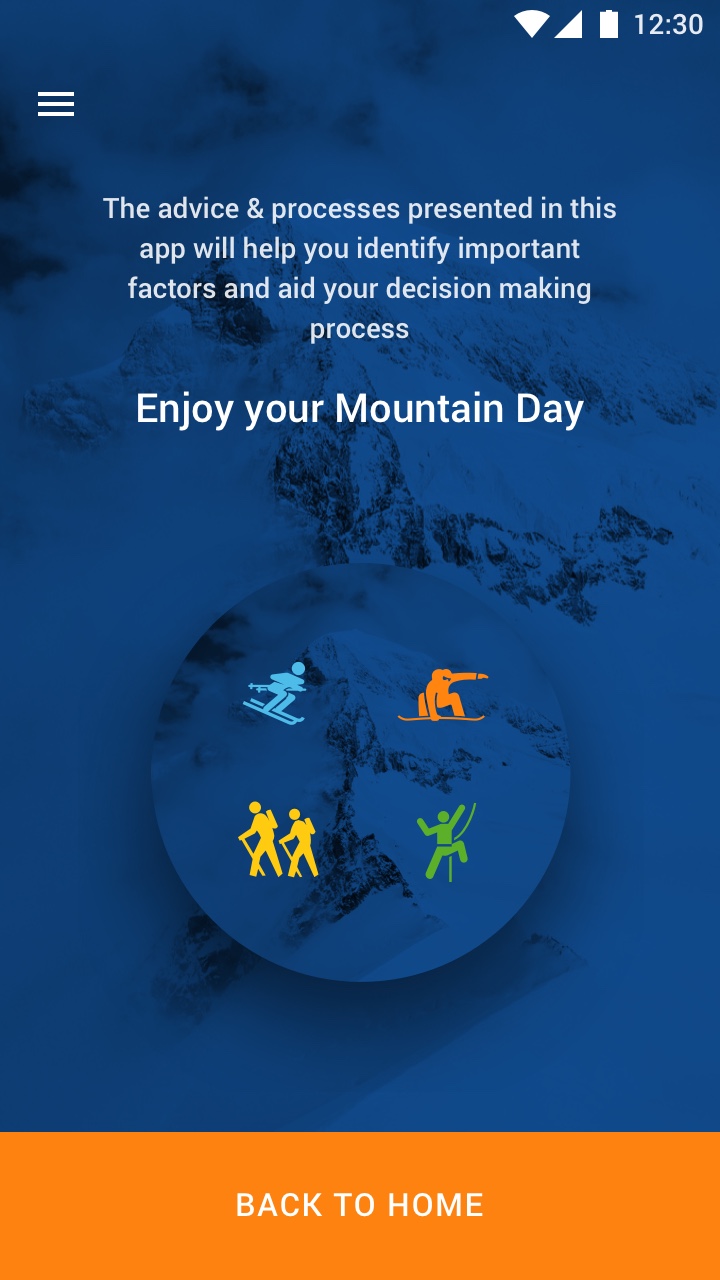 12:30
The advice & processes presented in this
app will help you identify important
factors and aid your decision making
process
Enjoy your Mountain Day
BACK TO HOME